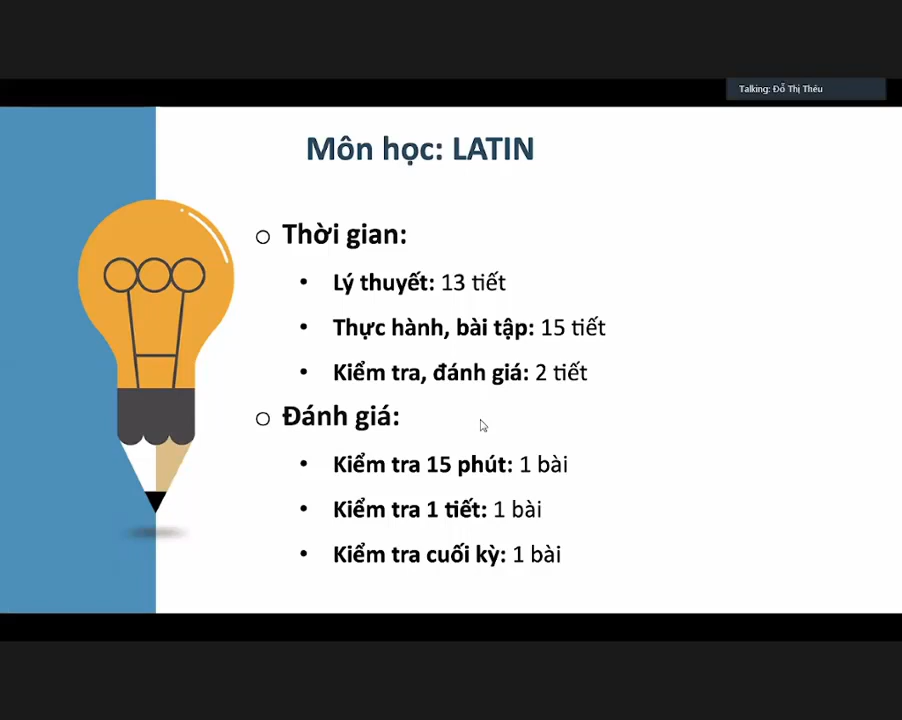 Talking: Đỗ Thị Thêu
Môn học: LATIN
Thời gian:
Lý thuyết: 13 tiết
Thực hành, bài tập: 15 tiết
Kiểm tra, đánh giá: 2 tiết
Đánh giá:
Kiểm tra 15 phút: 1 bài
Kiểm tra 1 tiết: 1 bài
Kiểm tra cuối kỳ: 1 bài